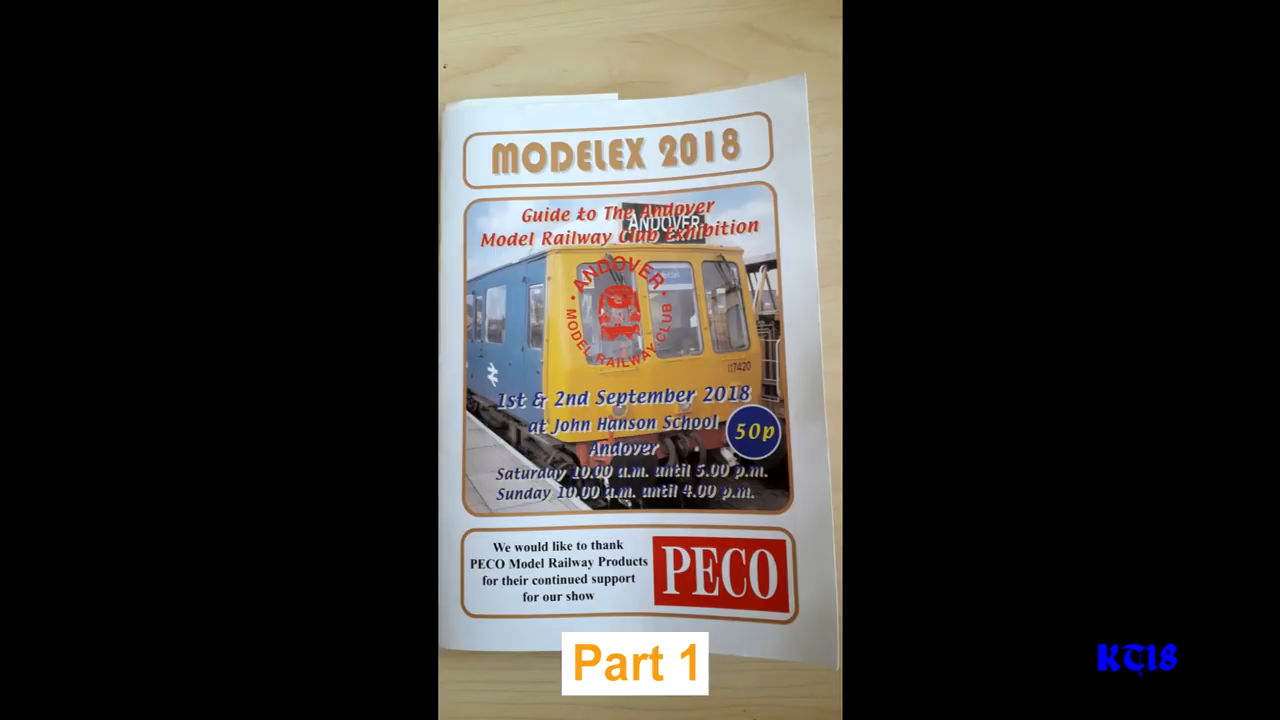 MODELEX 2018
Guide to The Andover
Model Railway Club Exhibition
ANDOVER
ANDOVER
MODEL RAILWAY CLUB
117420
1st & 2nd September 2018
at John Hanson School
Andover
50p
Saturday 10.00 a.m. until 5.00 p.m.
Sunday 10.00 a.m. until 4.00 p.m.
We would like to thank
PECO Model Railway Products
for their continued support
for our show
PECO
Part 1
KT18